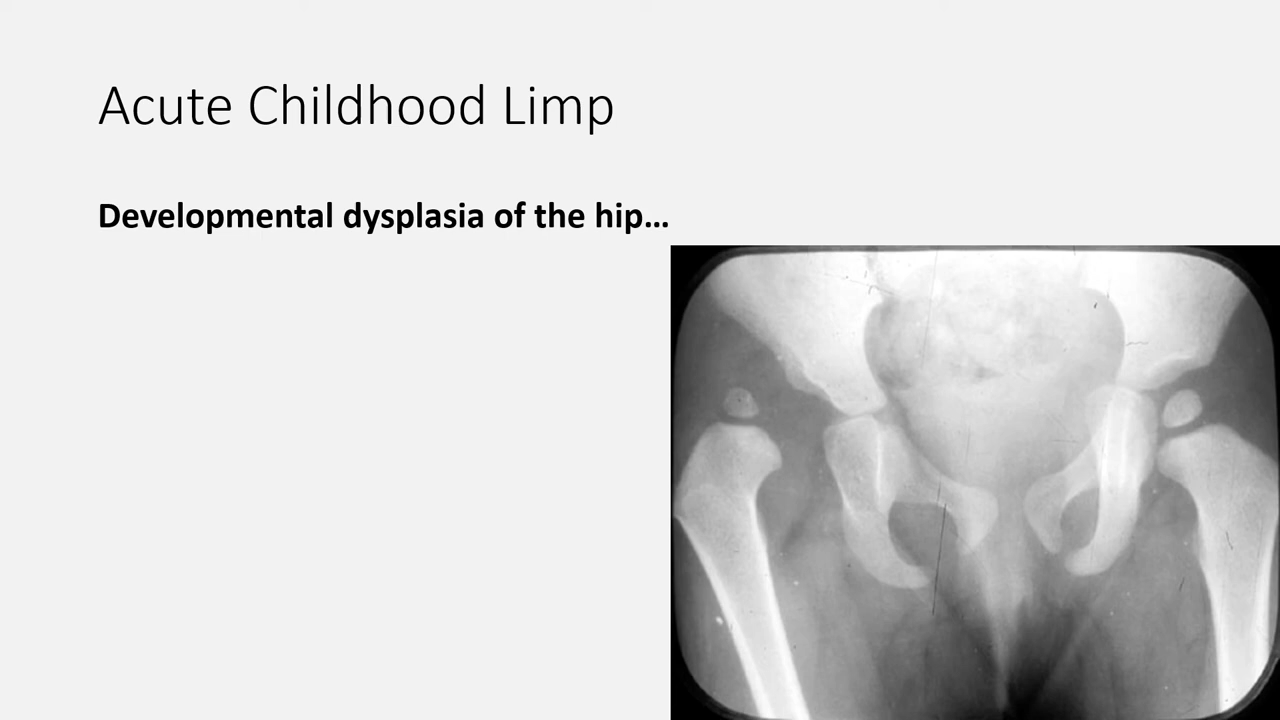 Acute Childhood Limp
Developmental dysplasia of the hip…